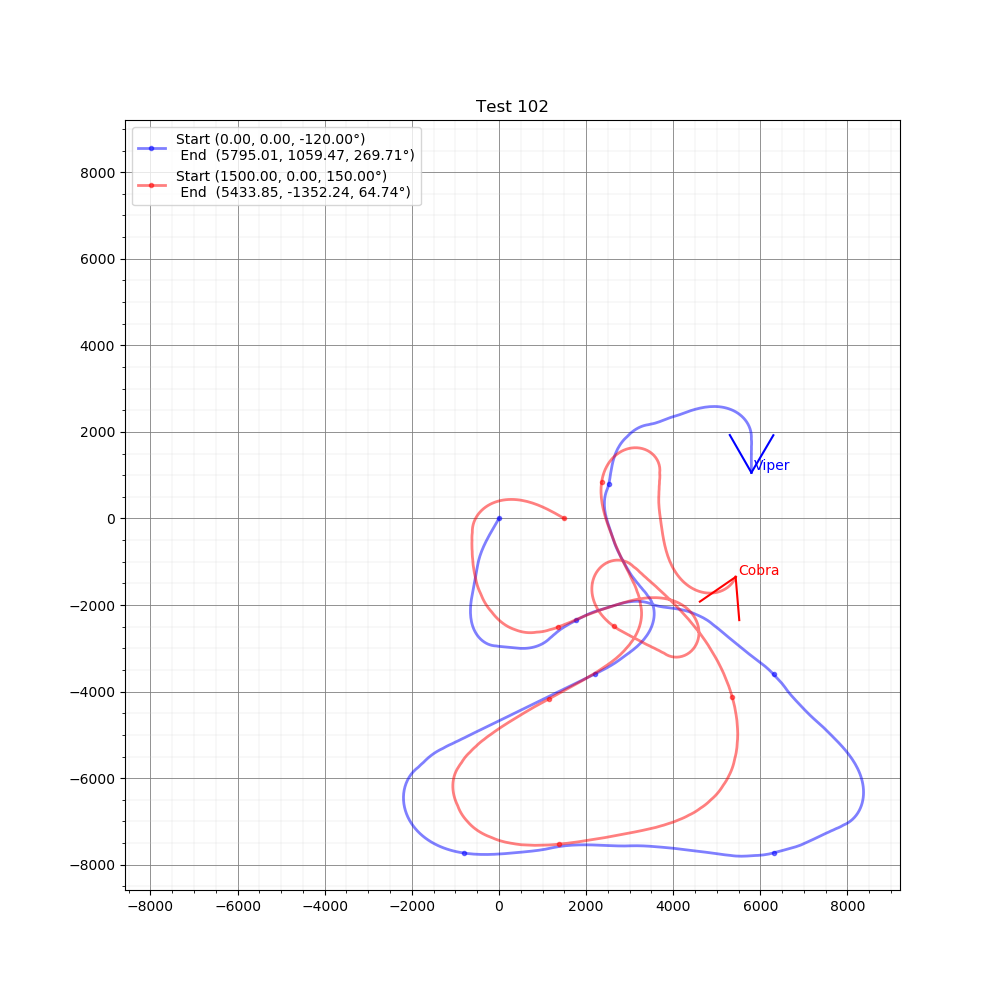 Test 102
Start (0.00, 0.00, -120.00°)
End  (5795.01, 1059.47, 269.71°)
Start (1500.00, 0.00, 150.00°)
End  (5433.85, -1352.24, 64.74°)
8000
6000
4000
2000
0
−2000
−4000
−6000
−8000
Viper
Cobra
−8000 −6000 −4000 −2000 0 2000 4000 6000 8000